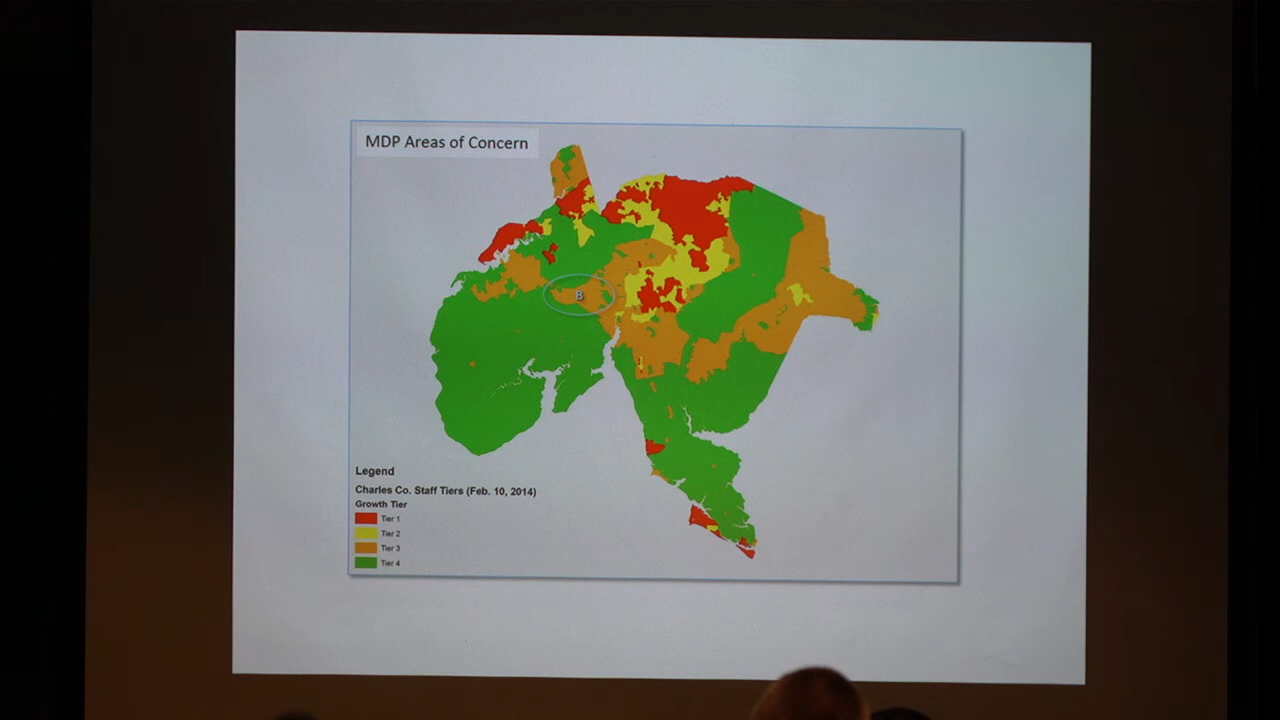 MDP Areas of Concern
B
Legend
Charles Co. Staff Tiers (Feb. 10, 2014)
Growth Tier
Tier 1
Tier 2
Tier 3
Tier 4